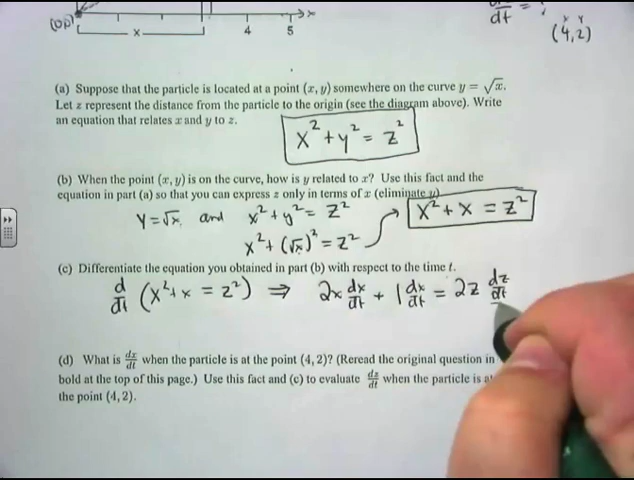 (0,0) x 4 5 x
dt = ?
x y
(4,2)
(a) Suppose that the particle is located at a point (x, y) somewhere on the curve y = √x.
Let z represent the distance from the particle to the origin (see the diagram above). Write
an equation that relates x and y to z.
x² + y² = z²
(b) When the point (x, y) is on the curve, how is y related to x? Use this fact and the
equation in part (a) so that you can express z only in terms of x (eliminate y).
y = √x and x² + y² = z²
x² + x = z²
x² + (√x)² = z²
(c) Differentiate the equation you obtained in part (b) with respect to the time t.
d/dt (x² + x = z²) ⇒ 2x dx/dt + 1 dx/dt = 2z dz/dt
(d) What is dx/dt when the particle is at the point (4, 2)? (Reread the original question in
bold at the top of this page.) Use this fact and (c) to evaluate dz/dt when the particle is at
the point (4, 2).